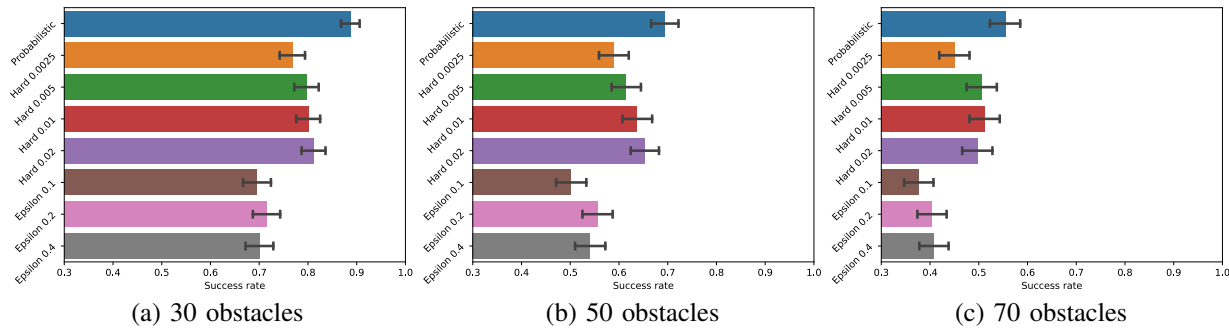 Probabilistic
Hard 0.0025
Hard 0.005
Hard 0.01
Hard 0.02
Epsilon 0.1
Epsilon 0.2
Epsilon 0.4
0.3 0.4 0.5 0.6 0.7 0.8 0.9 1.0
Success rate
(a) 30 obstacles
Probabilistic
Hard 0.0025
Hard 0.005
Hard 0.01
Hard 0.02
Epsilon 0.1
Epsilon 0.2
Epsilon 0.4
0.3 0.4 0.5 0.6 0.7 0.8 0.9 1.0
Success rate
(b) 50 obstacles
Probabilistic
Hard 0.0025
Hard 0.005
Hard 0.01
Hard 0.02
Epsilon 0.1
Epsilon 0.2
Epsilon 0.4
0.3 0.4 0.5 0.6 0.7 0.8 0.9 1.0
Success rate
(c) 70 obstacles